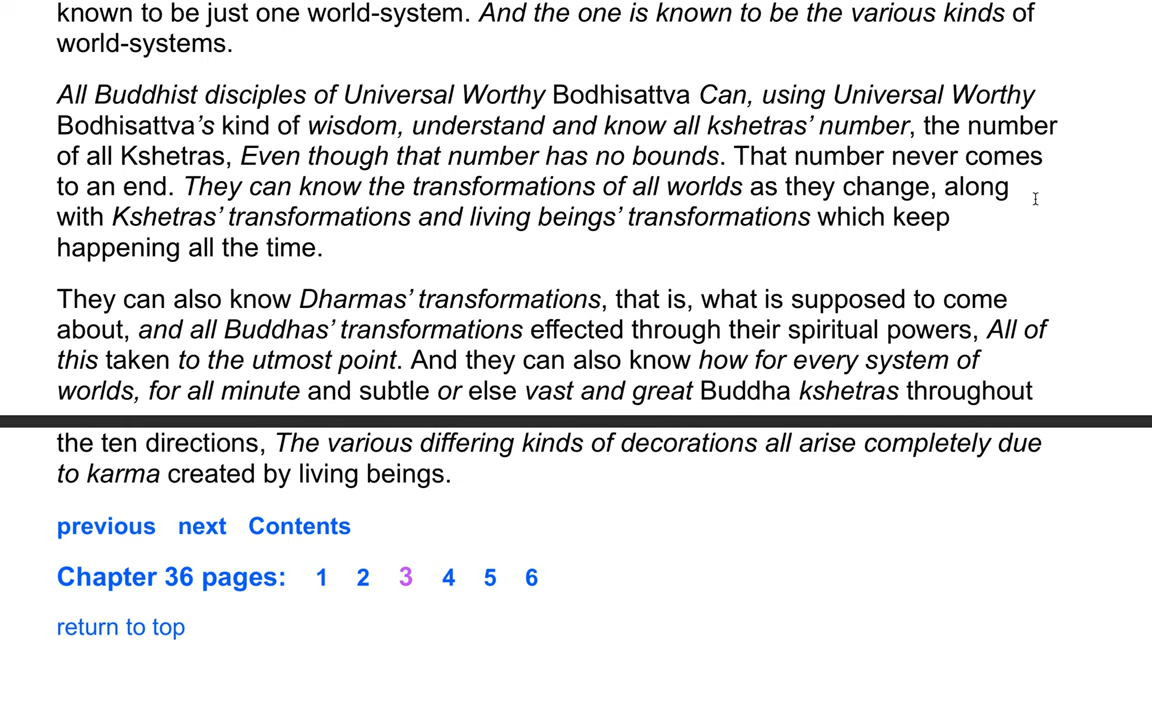 known to be just one world-system. And the one is known to be the various kinds of
world-systems.
All Buddhist disciples of Universal Worthy Bodhisattva Can, using Universal Worthy
Bodhisattva’s kind of wisdom, understand and know all kshetras’ number, the number
of all Kshetras, Even though that number has no bounds. That number never comes
to an end. They can know the transformations of all worlds as they change, along
with Kshetras’ transformations and living beings’ transformations which keep
happening all the time.
They can also know Dharmas’ transformations, that is, what is supposed to come
about, and all Buddhas’ transformations effected through their spiritual powers, All of
this taken to the utmost point. And they can also know how for every system of
worlds, for all minute and subtle or else vast and great Buddha kshetras throughout
the ten directions, The various differing kinds of decorations all arise completely due
to karma created by living beings.
previous next Contents
Chapter 36 pages: 1 2 3 4 5 6
return to top